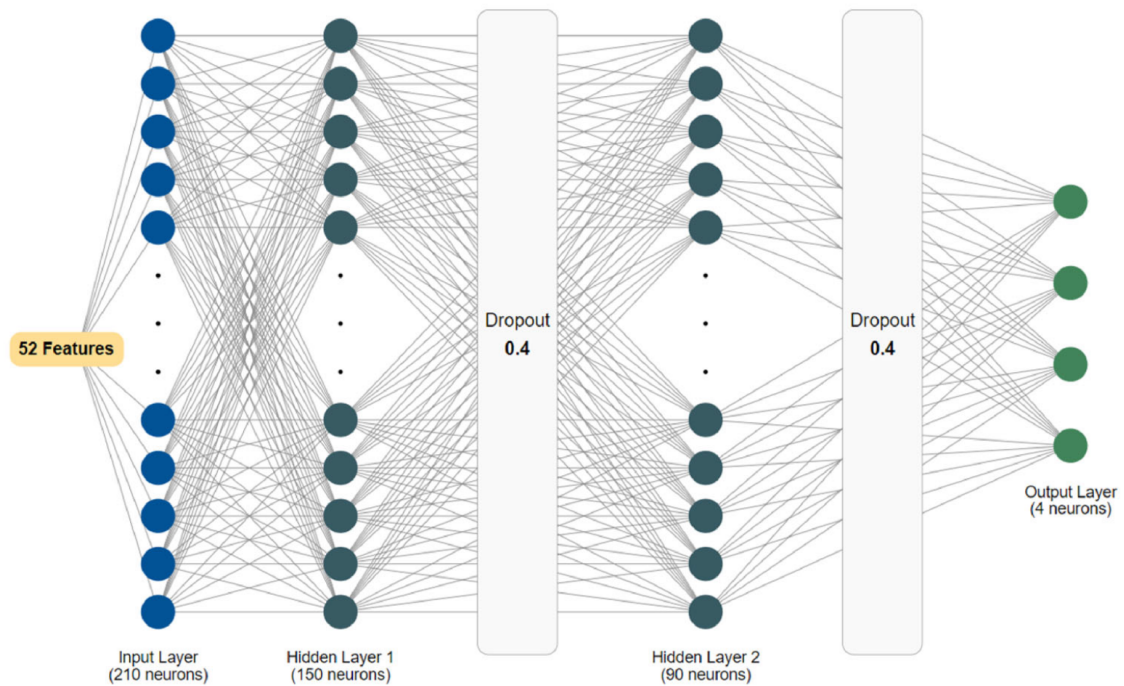 52 Features
Input Layer
(210 neurons)
Hidden Layer 1
(150 neurons)
Dropout
0.4
Hidden Layer 2
(90 neurons)
Dropout
0.4
Output Layer
(4 neurons)